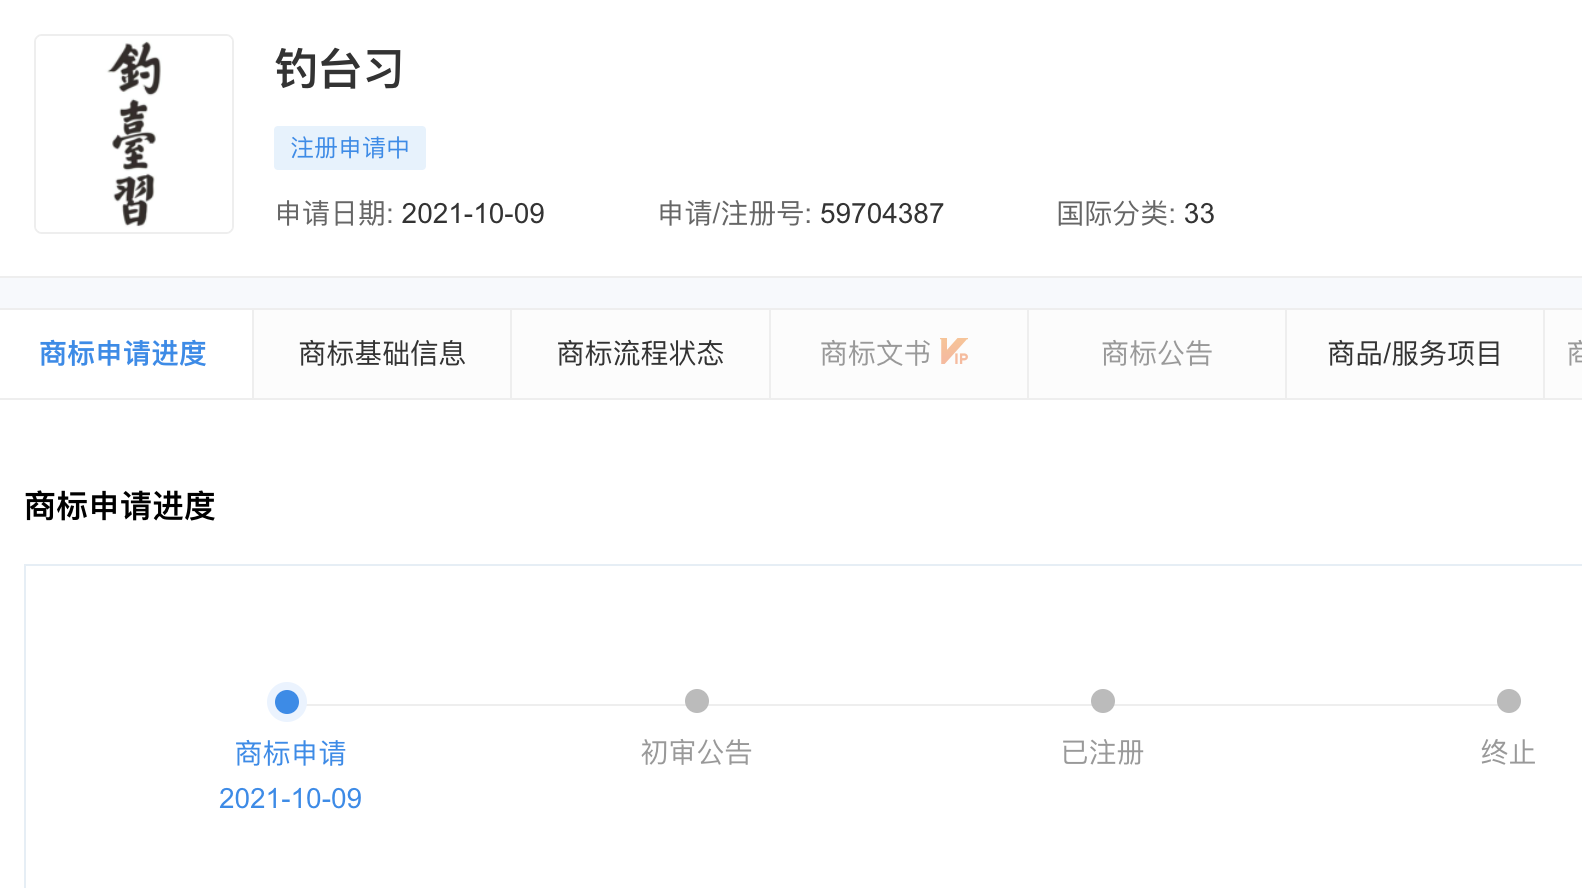 釣
臺
習
钓台习
注册申请中
申请日期: 2021-10-09 申请/注册号: 59704387 国际分类: 33
商标申请进度 商标基础信息 商标流程状态 商标文书 VIP 商标公告 商品/服务项目
商标申请进度
商标申请 初审公告 已注册 终止
2021-10-09